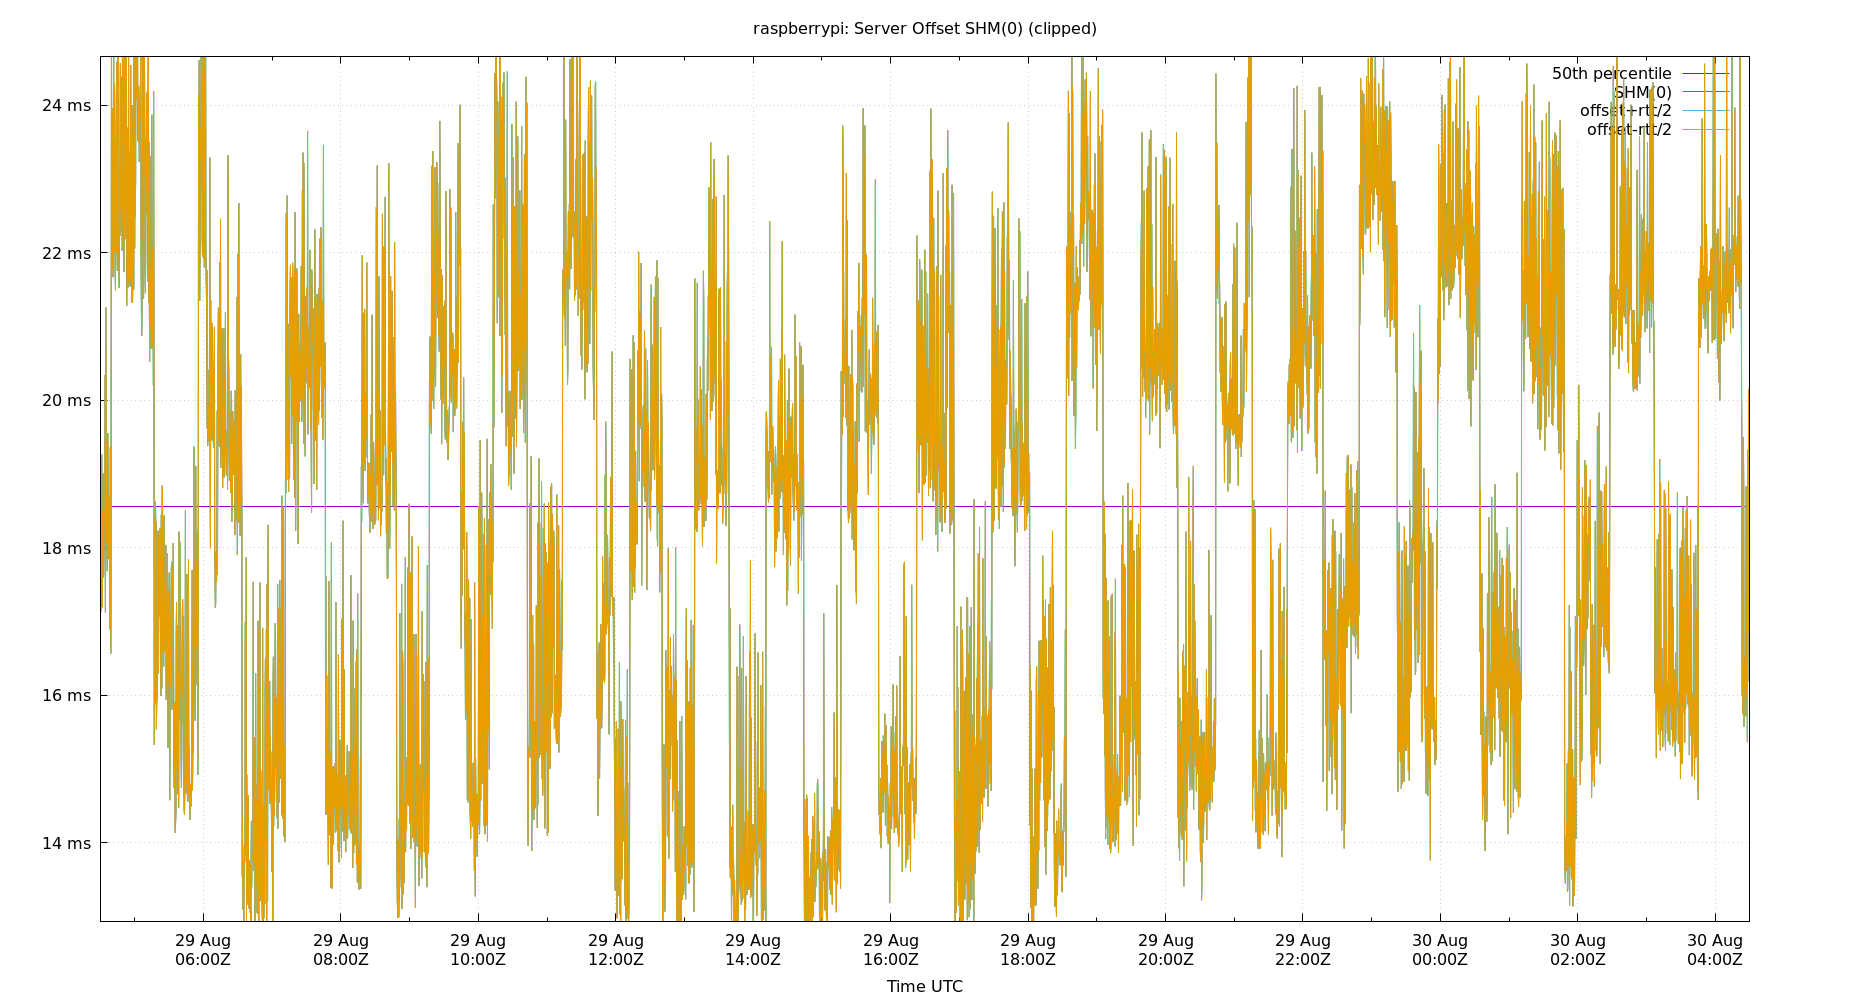 raspberrypi: Server Offset SHM(0) (clipped)
50th percentile
SHM(0)
offset+rtt/2
offset-rtt/2
24 ms
22 ms
20 ms
18 ms
16 ms
14 ms
29 Aug 29 Aug 29 Aug 29 Aug 29 Aug 29 Aug 29 Aug 29 Aug 29 Aug 30 Aug 30 Aug 30 Aug
06:00Z 08:00Z 10:00Z 12:00Z 14:00Z 16:00Z 18:00Z 20:00Z 22:00Z 00:00Z 02:00Z 04:00Z
Time UTC